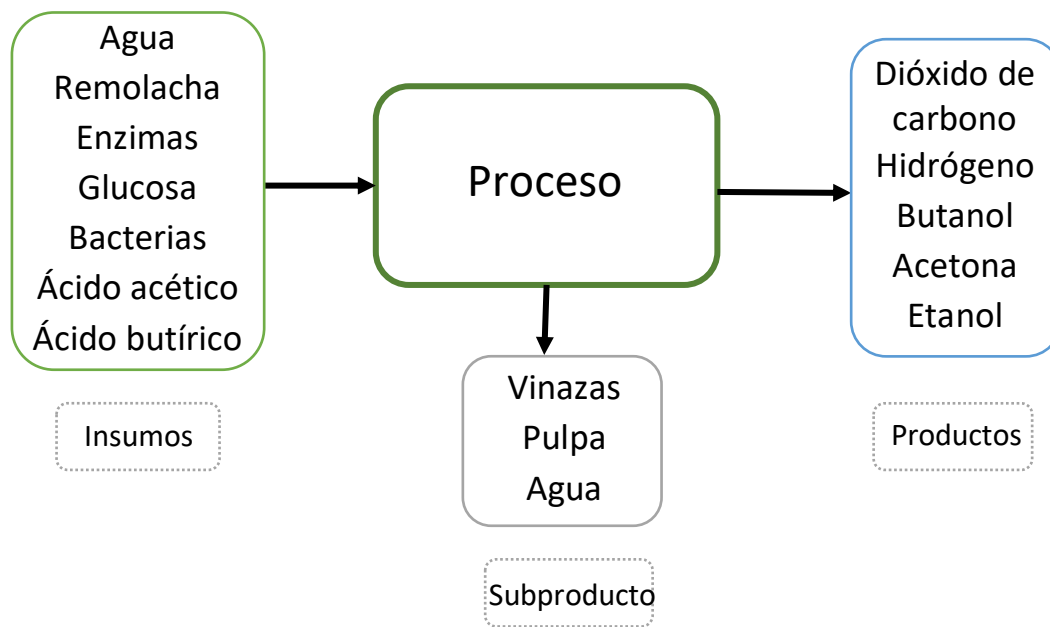 Agua
Remolacha
Enzimas
Glucosa
Bacterias
Ácido acético
Ácido butírico
Insumos
Proceso
Vinazas
Pulpa
Agua
Subproducto
Dióxido de
carbono
Hidrógeno
Butanol
Acetona
Etanol
Productos